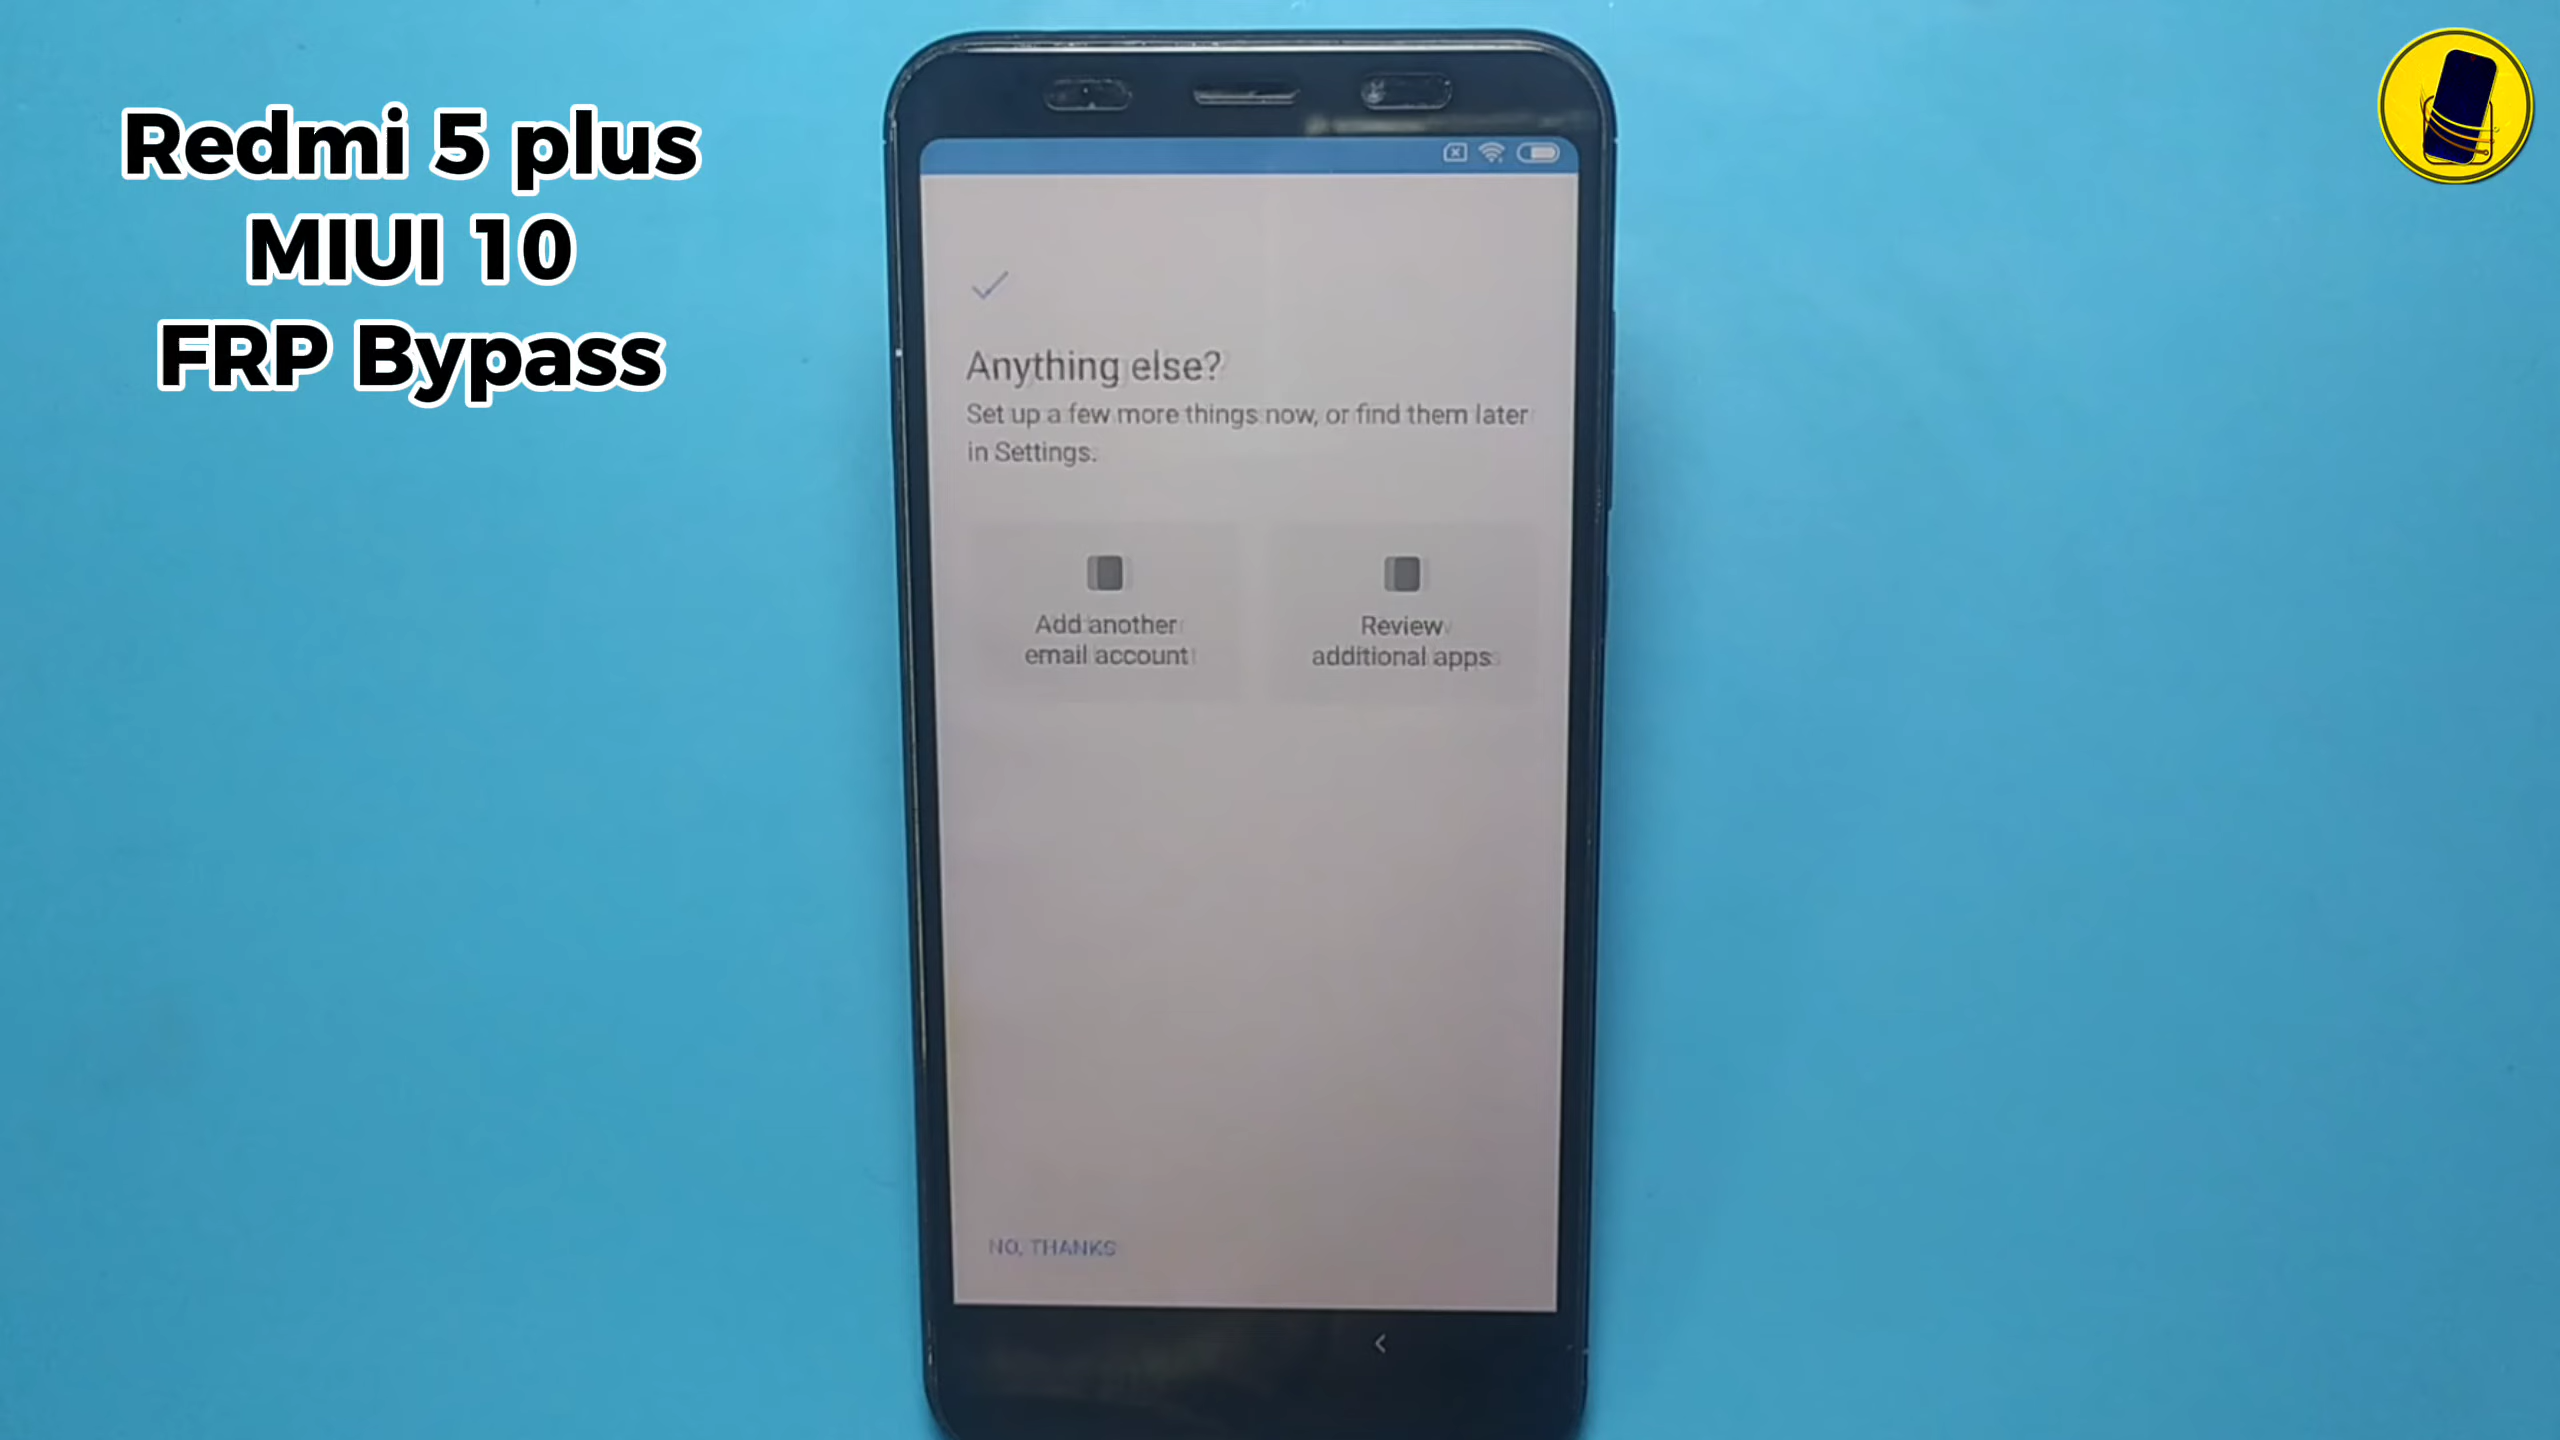 Redmi 5 plus
MIUI 10
FRP Bypass
Anything else?
Set up a few more things now, or find them later
in Settings.
Add another
email account
Review
additional apps
NO, THANKS